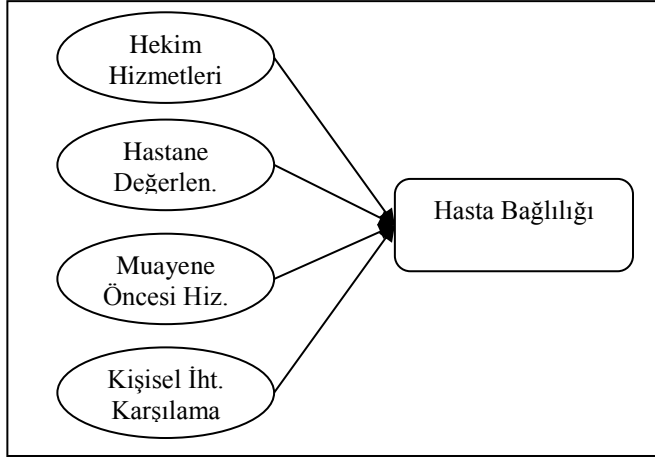 Hekim
Hizmetleri
Hastane
Değerlen.
Hasta Bağlılığı
Muayene
Öncesi Hiz.
Kişisel İht.
Karşılama